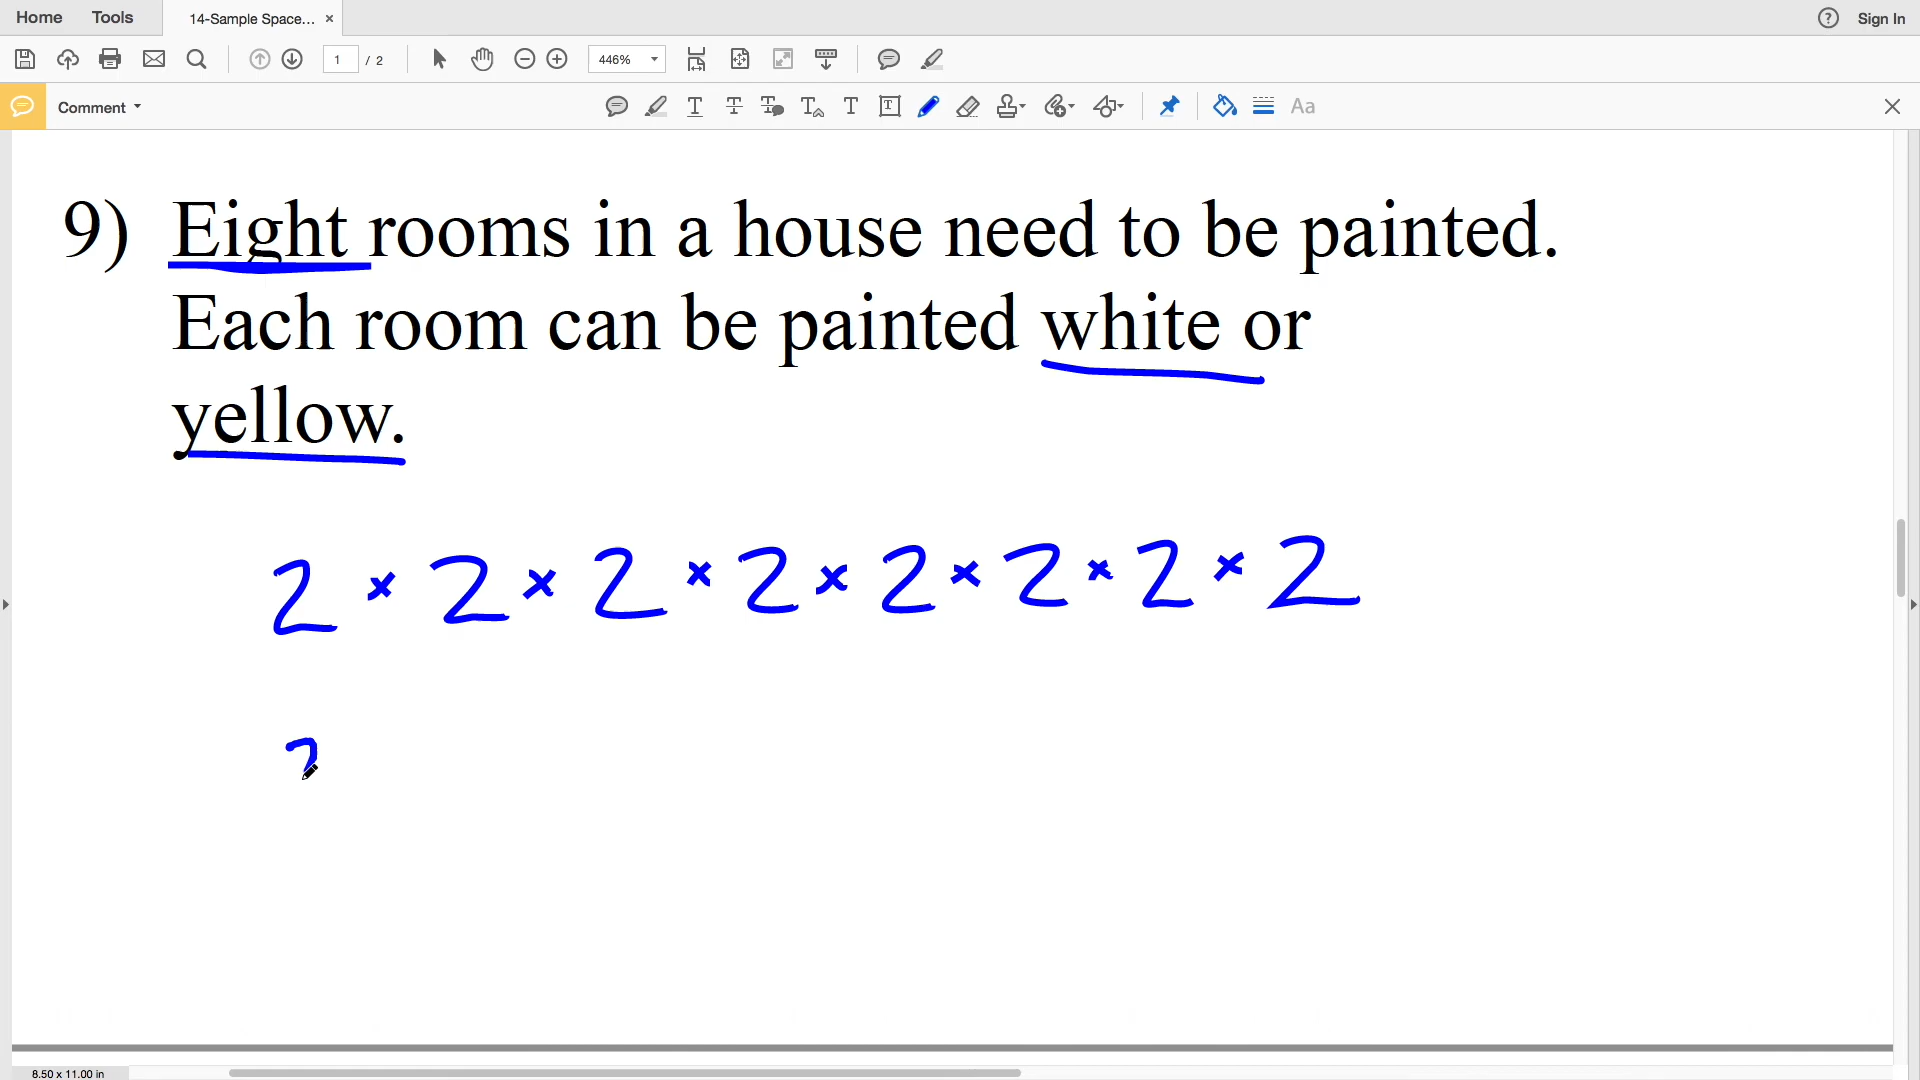 Home Tools 14-Sample Space... × ? Sign In
1 / 2 446%
Comment T T T T T T Aa
9) Eight rooms in a house need to be painted.
Each room can be painted white or
yellow.
2 × 2 × 2 × 2 × 2 × 2 × 2 × 2
8.50 x 11.00 in